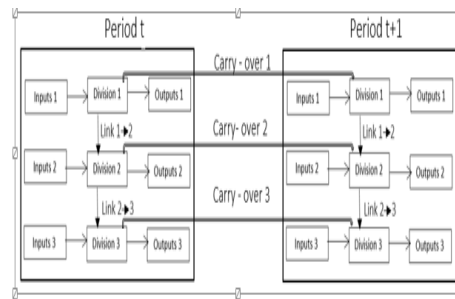 Period t
Period t+1
Carry - over 1
Inputs 1
Division 1
Outputs 1
Inputs 1
Division 1
Outputs 1
Link 1➔2
Carry- over 2
Link 1➔2
Inputs 2
Division 2
Outputs 2
Inputs 2
Division 2
Outputs 2
Link 2➔3
Carry - over 3
Link 2➔3
Inputs 3
Division 3
Outputs 3
Inputs 3
Division 3
Outputs 3